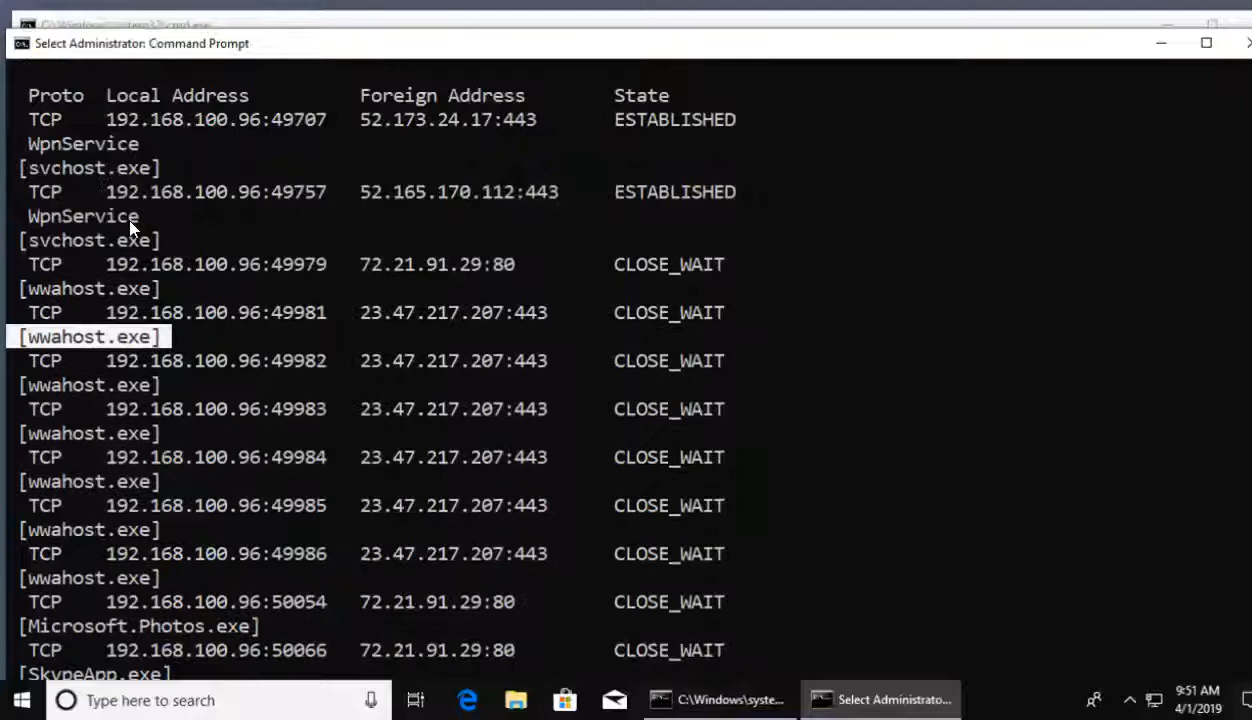 C:\Windows\system32\cmd.exe
Select Administrator: Command Prompt
Proto Local Address Foreign Address State
TCP 192.168.100.96:49707 52.173.24.17:443 ESTABLISHED
WpnService
[svchost.exe]
TCP 192.168.100.96:49757 52.165.170.112:443 ESTABLISHED
WpnService
[svchost.exe]
TCP 192.168.100.96:49979 72.21.91.29:80 CLOSE_WAIT
[wwahost.exe]
TCP 192.168.100.96:49981 23.47.217.207:443 CLOSE_WAIT
[wwahost.exe]
TCP 192.168.100.96:49982 23.47.217.207:443 CLOSE_WAIT
[wwahost.exe]
TCP 192.168.100.96:49983 23.47.217.207:443 CLOSE_WAIT
[wwahost.exe]
TCP 192.168.100.96:49984 23.47.217.207:443 CLOSE_WAIT
[wwahost.exe]
TCP 192.168.100.96:49985 23.47.217.207:443 CLOSE_WAIT
[wwahost.exe]
TCP 192.168.100.96:49986 23.47.217.207:443 CLOSE_WAIT
[wwahost.exe]
TCP 192.168.100.96:50054 72.21.91.29:80 CLOSE_WAIT
[Microsoft.Photos.exe]
TCP 192.168.100.96:50066 72.21.91.29:80 CLOSE_WAIT
[SkypeApp.exe]
Type here to search C:\Windows\syste... Select Administrato... 9:51 AM
4/1/2019